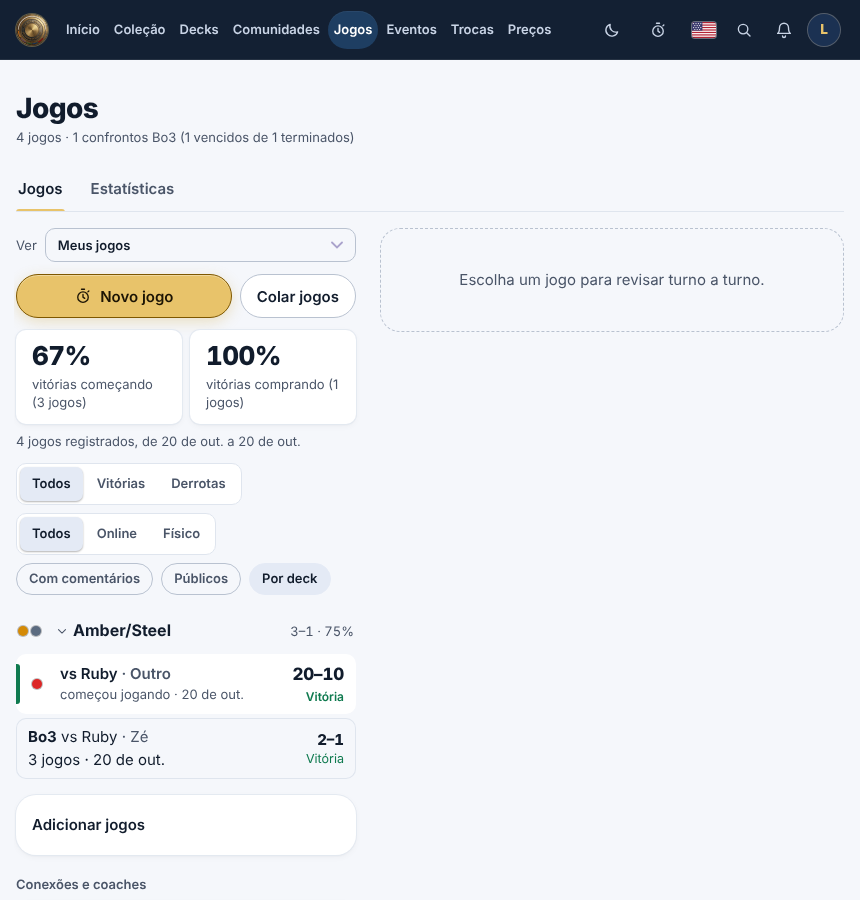 Início Coleção Decks Comunidades Jogos Eventos Trocas Preços L
Jogos
4 jogos · 1 confrontos Bo3 (1 vencidos de 1 terminados)
Jogos Estatísticas
Ver Meus jogos
Novo jogo Colar jogos
Escolha um jogo para revisar turno a turno.
67%
vitórias começando
(3 jogos)
100%
vitórias comprando (1
jogos)
4 jogos registrados, de 20 de out. a 20 de out.
Todos Vitórias Derrotas
Todos Online Físico
Com comentários Públicos Por deck
Amber/Steel 3–1 · 75%
vs Ruby · Outro 20–10
começou jogando · 20 de out. Vitória
Bo3 vs Ruby · Zé 2–1
3 jogos · 20 de out. Vitória
Adicionar jogos
Conexões e coaches